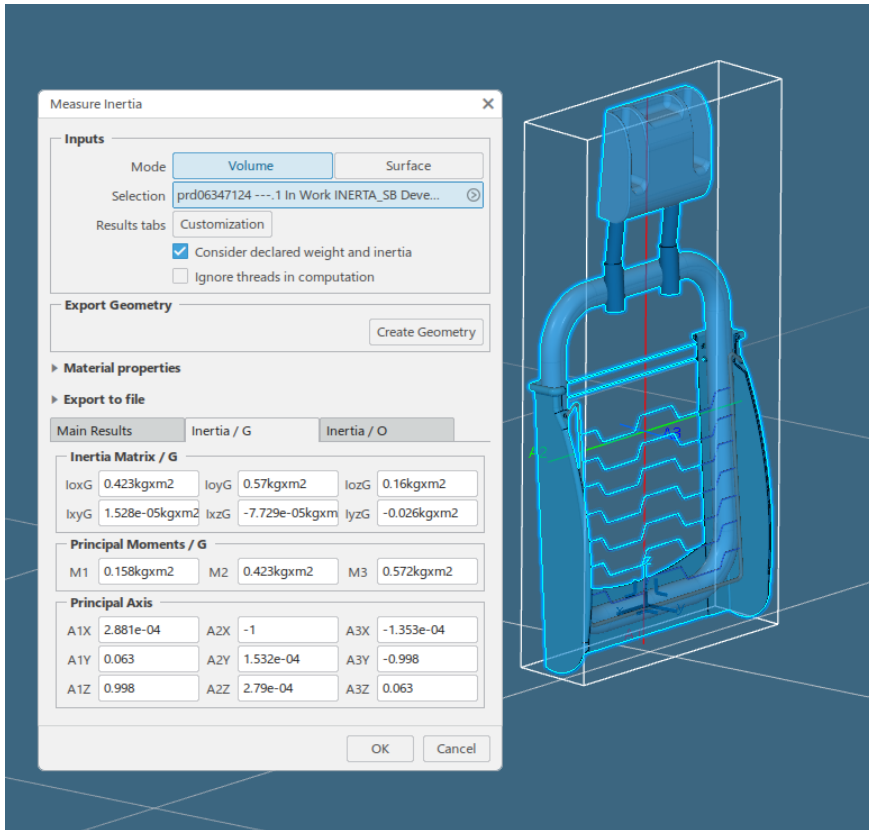 Measure Inertia
Inputs
Mode Volume Surface
Selection prd06347124 ---.1 In Work INERTA_SB Deve...
Results tabs Customization
Consider declared weight and inertia
Ignore threads in computation
Export Geometry
Create Geometry
Material properties
Export to file
Main Results Inertia / G Inertia / O
Inertia Matrix / G
IoxG 0.423kgxm2 IoyG 0.57kgxm2 IozG 0.16kgxm2
IxyG 1.528e-05kgxm2 IxzG -7.729e-05kgxm IyzG -0.026kgxm2
Principal Moments / G
M1 0.158kgxm2 M2 0.423kgxm2 M3 0.572kgxm2
Principal Axis
A1X 2.881e-04 A2X -1 A3X -1.353e-04
A1Y 0.063 A2Y 1.532e-04 A3Y -0.998
A1Z 0.998 A2Z 2.79e-04 A3Z 0.063
OK Cancel
A3